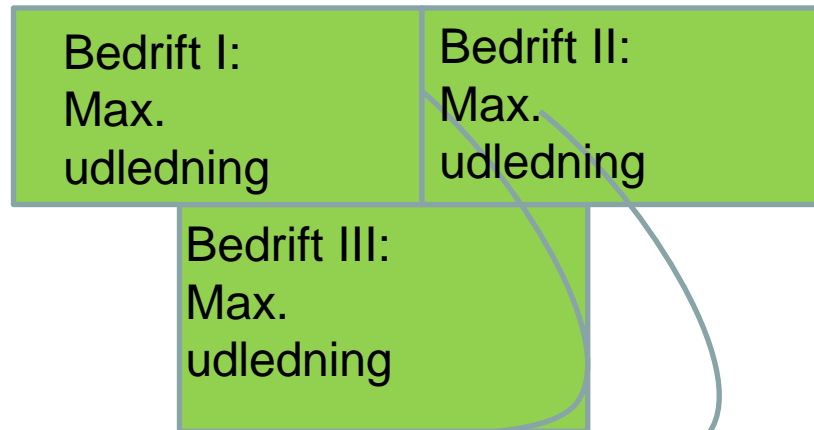 Bedrift I:
Max.
udledning
Bedrift II:
Max.
udledning
Bedrift III:
Max.
udledning